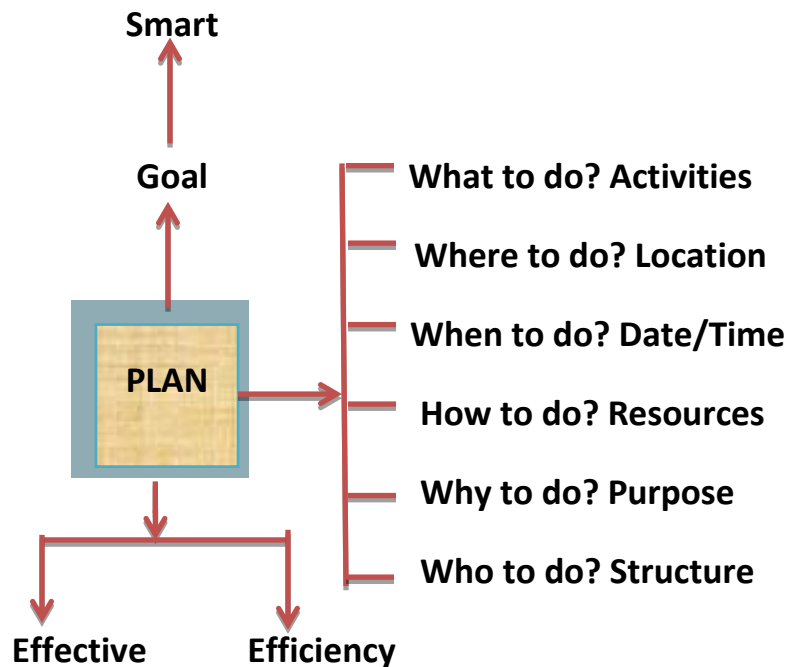 Smart
Goal
What to do? Activities
Where to do? Location
When to do? Date/Time
PLAN
How to do? Resources
Why to do? Purpose
Who to do? Structure
Effective
Efficiency